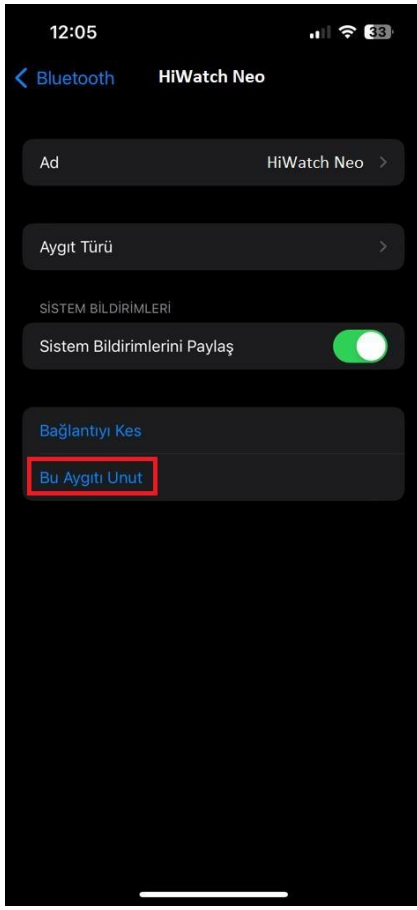 12:05
33
Bluetooth
HiWatch Neo
Ad
HiWatch Neo
Aygıt Türü
SİSTEM BİLDİRİMLERİ
Sistem Bildirimlerini Paylaş
Bağlantıyı Kes
Bu Aygıtı Unut